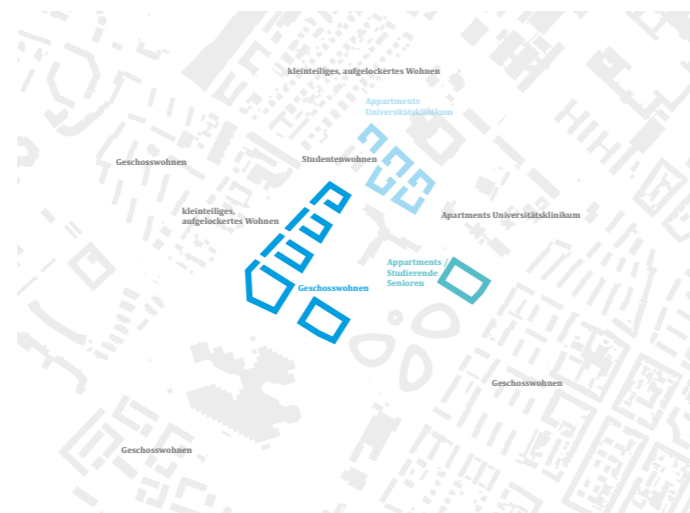 kleinteiliges, aufgelockertes Wohnen
Appartments
Universitätsklinikum
Geschosswohnen
Studentenwohnen
kleinteiliges,
aufgelockertes Wohnen
Apartments Universitätsklinikum
Appartments /
Studierende
Senioren
Geschosswohnen
Geschosswohnen
Geschosswohnen